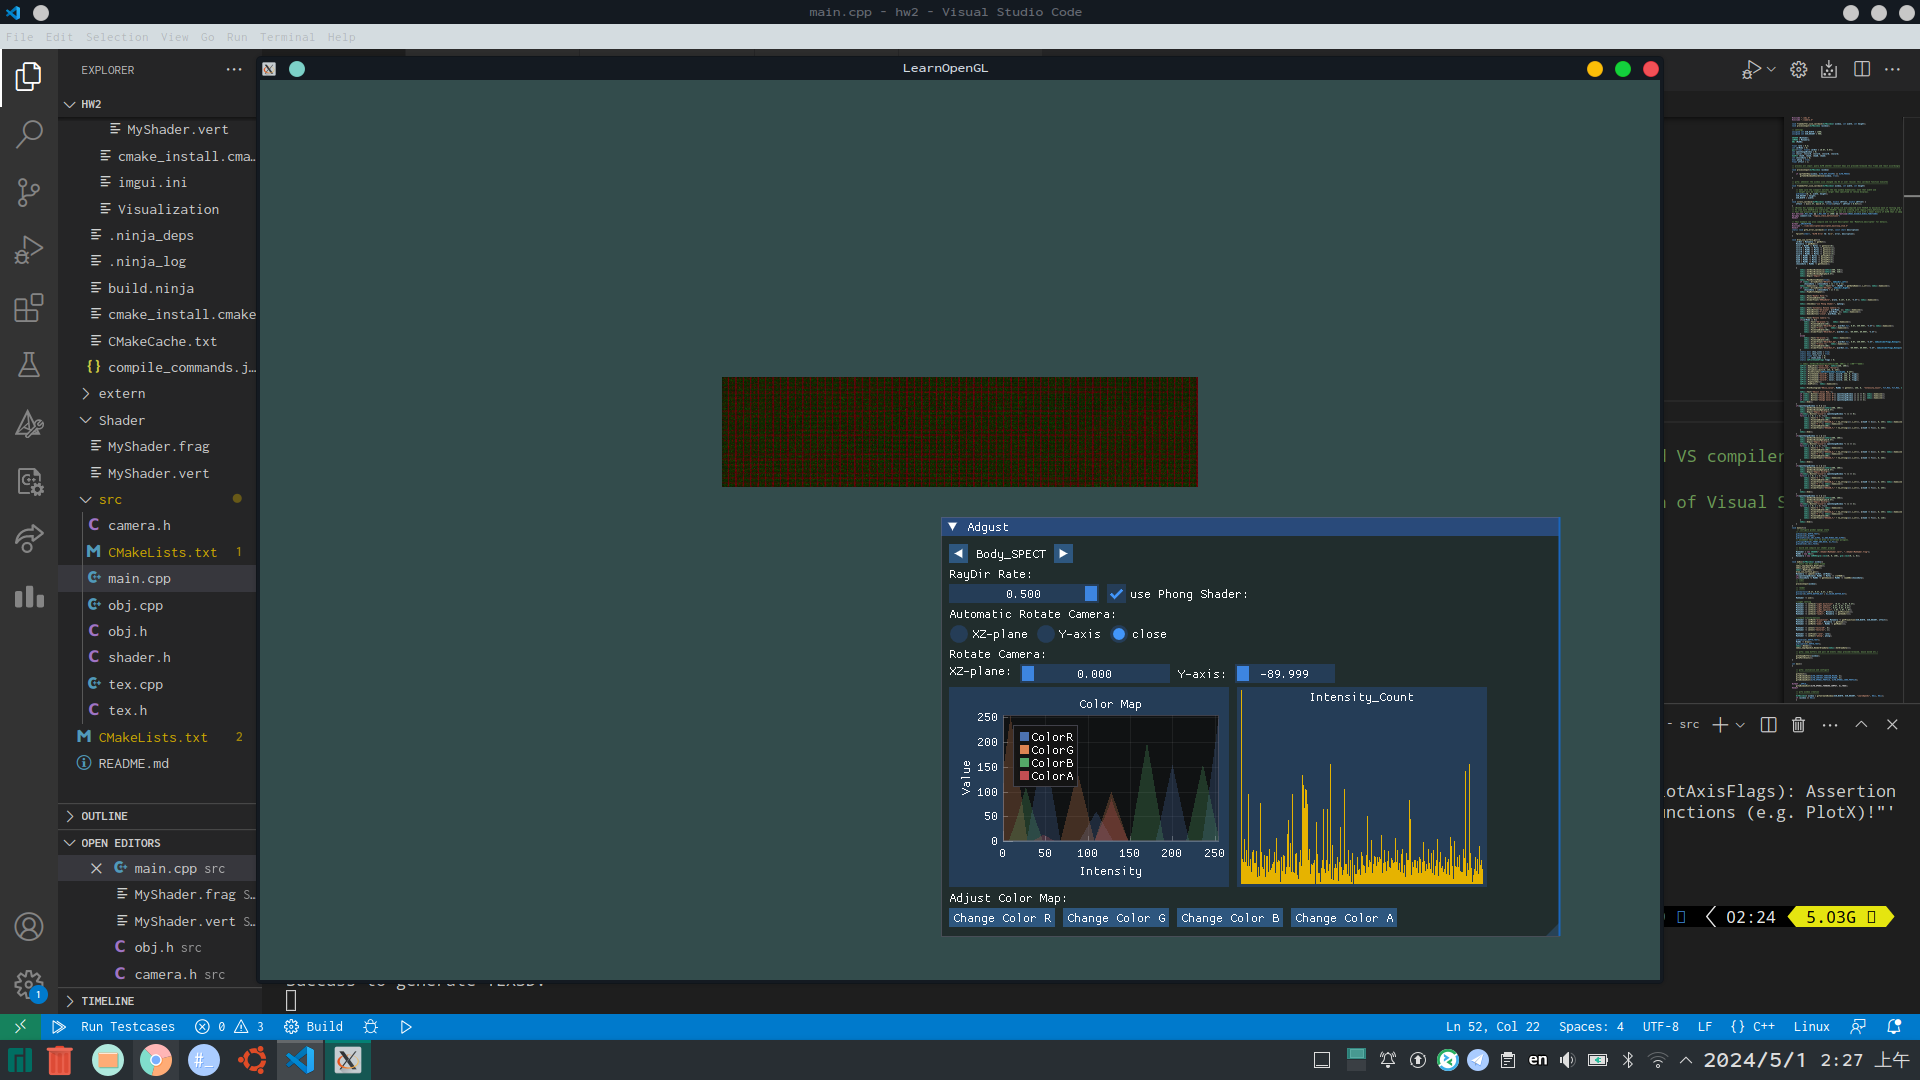 main.cpp - hw2 - Visual Studio Code
File Edit Selection View Go Run Terminal Help
EXPLORER
HW2
MyShader.vert
cmake_install.cma…
imgui.ini
Visualization
.ninja_deps
.ninja_log
build.ninja
cmake_install.cmake
CMakeCache.txt
{} compile_commands.j…
extern
Shader
MyShader.frag
MyShader.vert
src
camera.h
CMakeLists.txt 1
main.cpp
obj.cpp
obj.h
shader.h
tex.cpp
tex.h
CMakeLists.txt 2
README.md
OUTLINE
OPEN EDITORS
main.cpp src
MyShader.frag S…
MyShader.vert S…
obj.h src
camera.h src
TIMELINE
1
LearnOpenGL
Adgust
Body_SPECT
RayDir Rate:
0.500 use Phong Shader:
Automatic Rotate Camera:
XZ-plane Y-axis close
Rotate Camera:
XZ-plane: 0.000 Y-axis: -89.999
Color Map
250
200
150
100
50
0
Value
ColorR
ColorG
ColorB
ColorA
0 50 100 150 200 250
Intensity
Intensity_Count
Adjust Color Map:
Change Color R Change Color G Change Color B Change Color A
VS compiler
n of Visual S
- src
otAxisFlags): Assertion
nctions (e.g. PlotX)!"'
02:24 5.03G
Run Testcases 0 3 Build
Ln 52, Col 22 Spaces: 4 UTF-8 LF {} C++ Linux
en 2024/5/1 2:27 上午